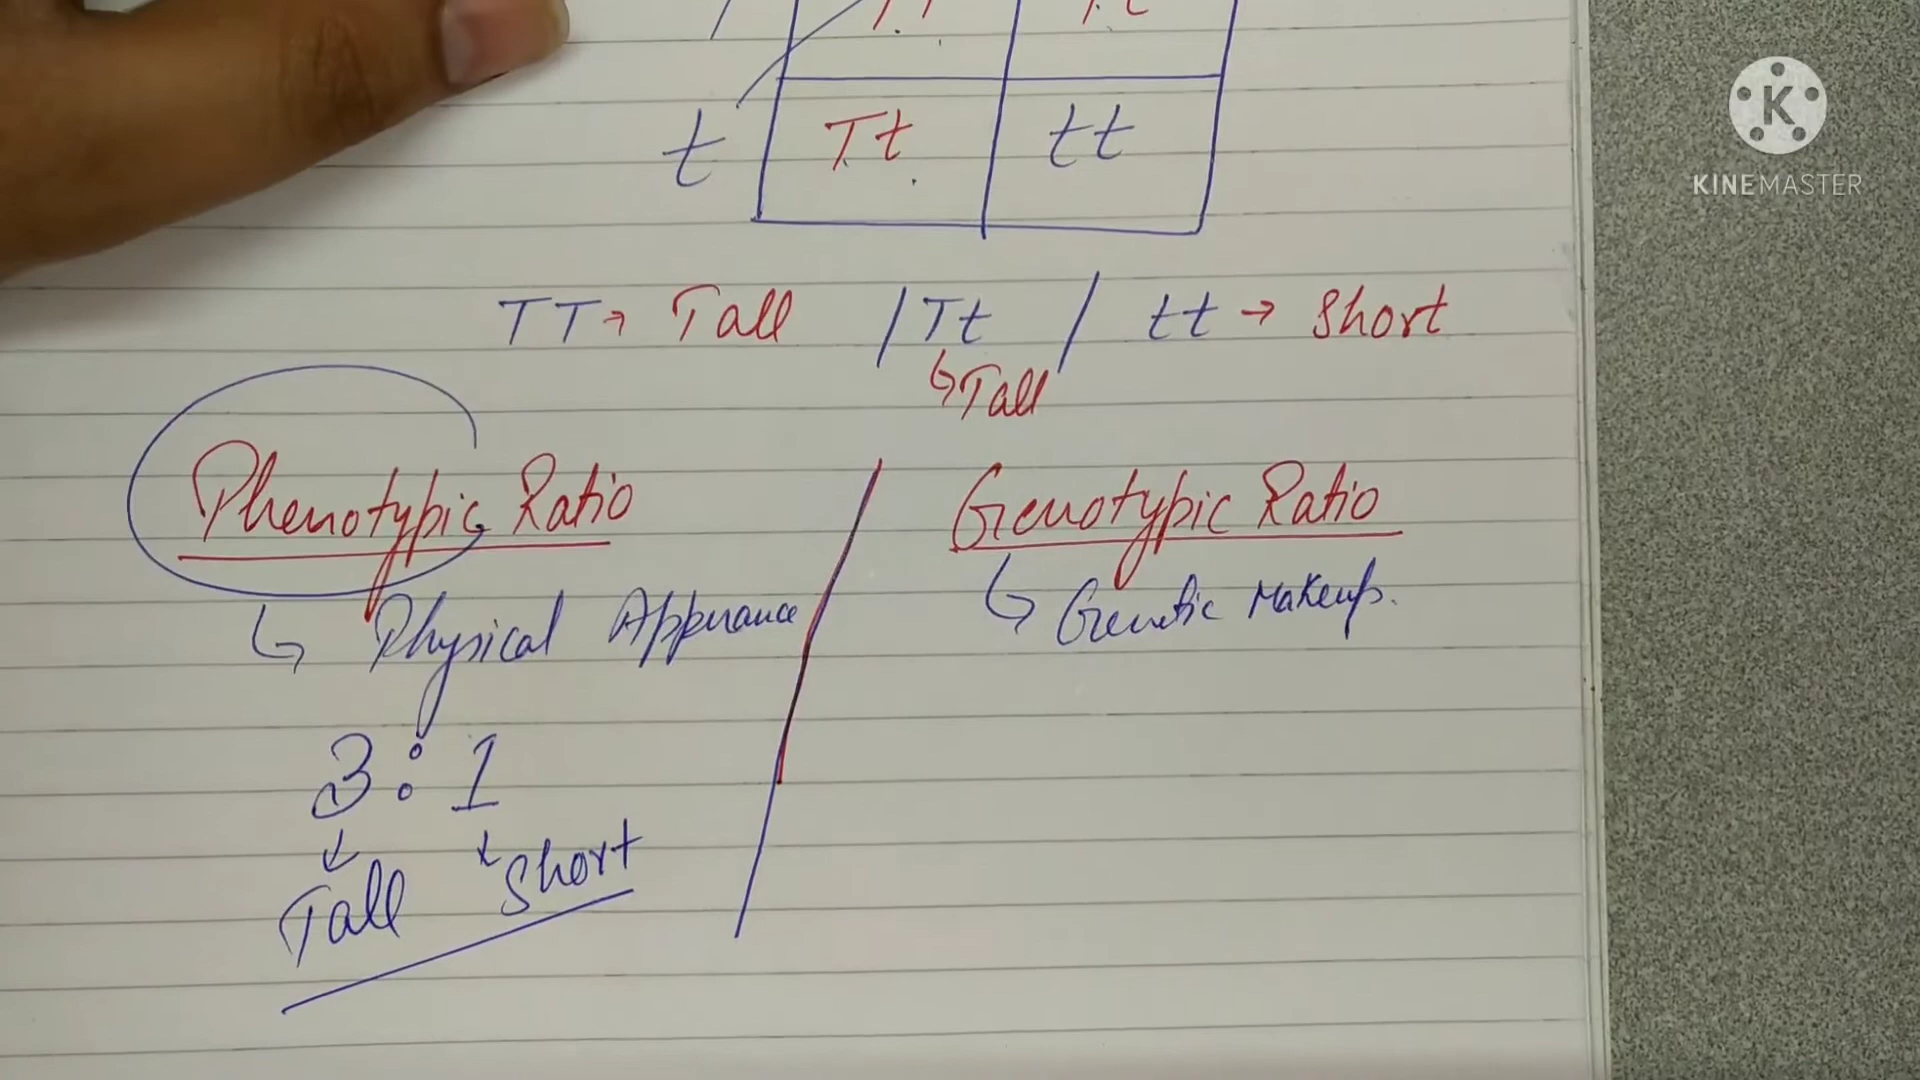 t Tt tt
TT → Tall / Tt / tt → Short
↳ Tall
Phenotypic Ratio
Genotypic Ratio
↳ Physical Apperance
↳ Genetic Makeup.
3 : 1
Tall Short
K
KINEMASTER